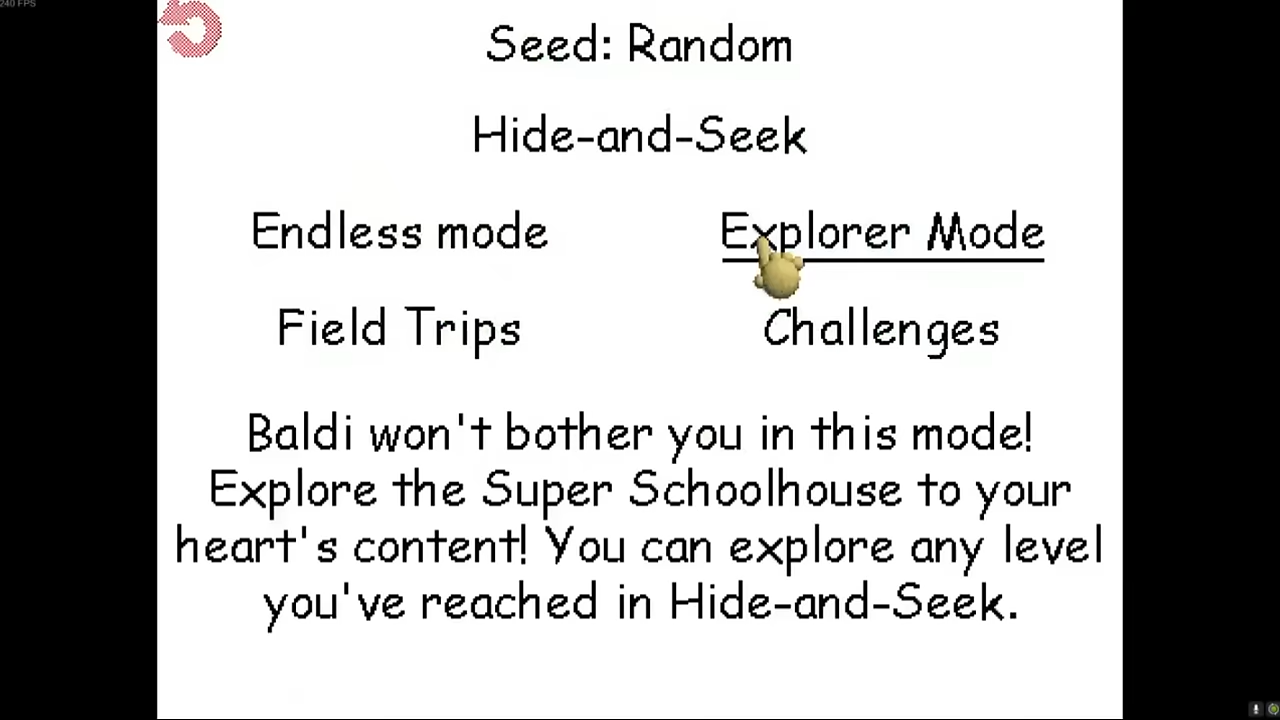 240 FPS
Seed: Random
Hide-and-Seek
Endless mode
Explorer Mode
Field Trips
Challenges
Baldi won't bother you in this mode!
Explore the Super Schoolhouse to your
heart's content! You can explore any level
you've reached in Hide-and-Seek.